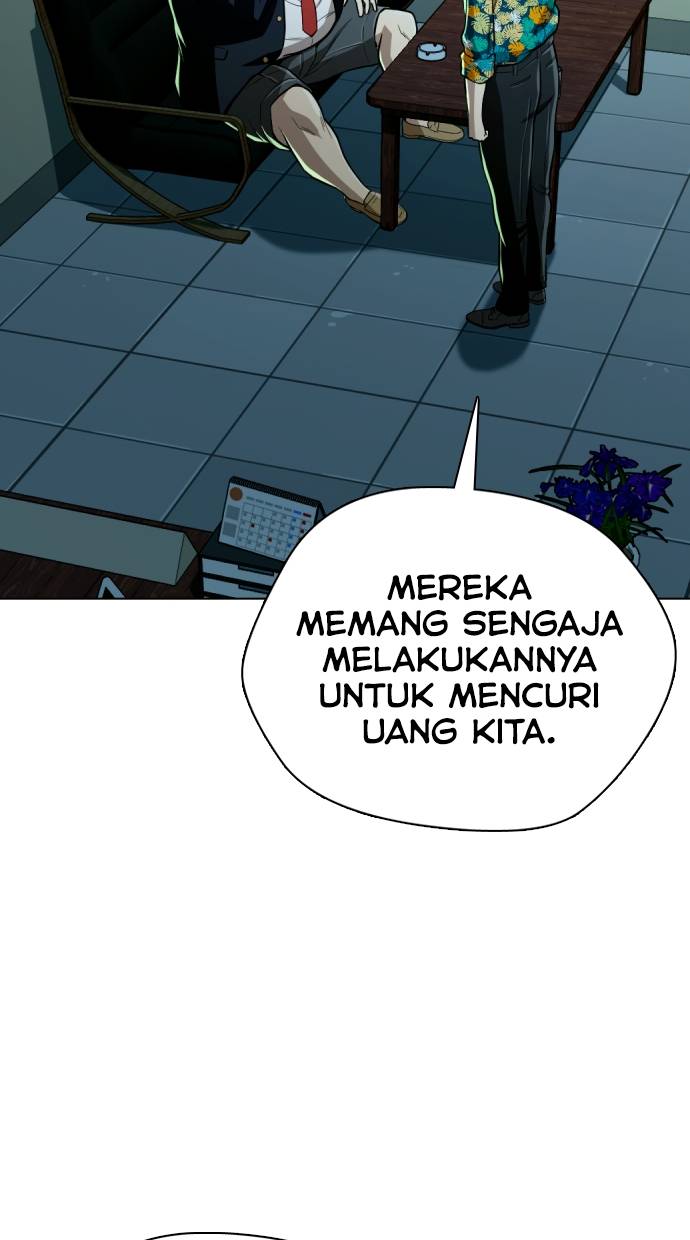 MEREKA
MEMANG SENGAJA
MELAKUKANNYA
UNTUK MENCURI
UANG KITA.